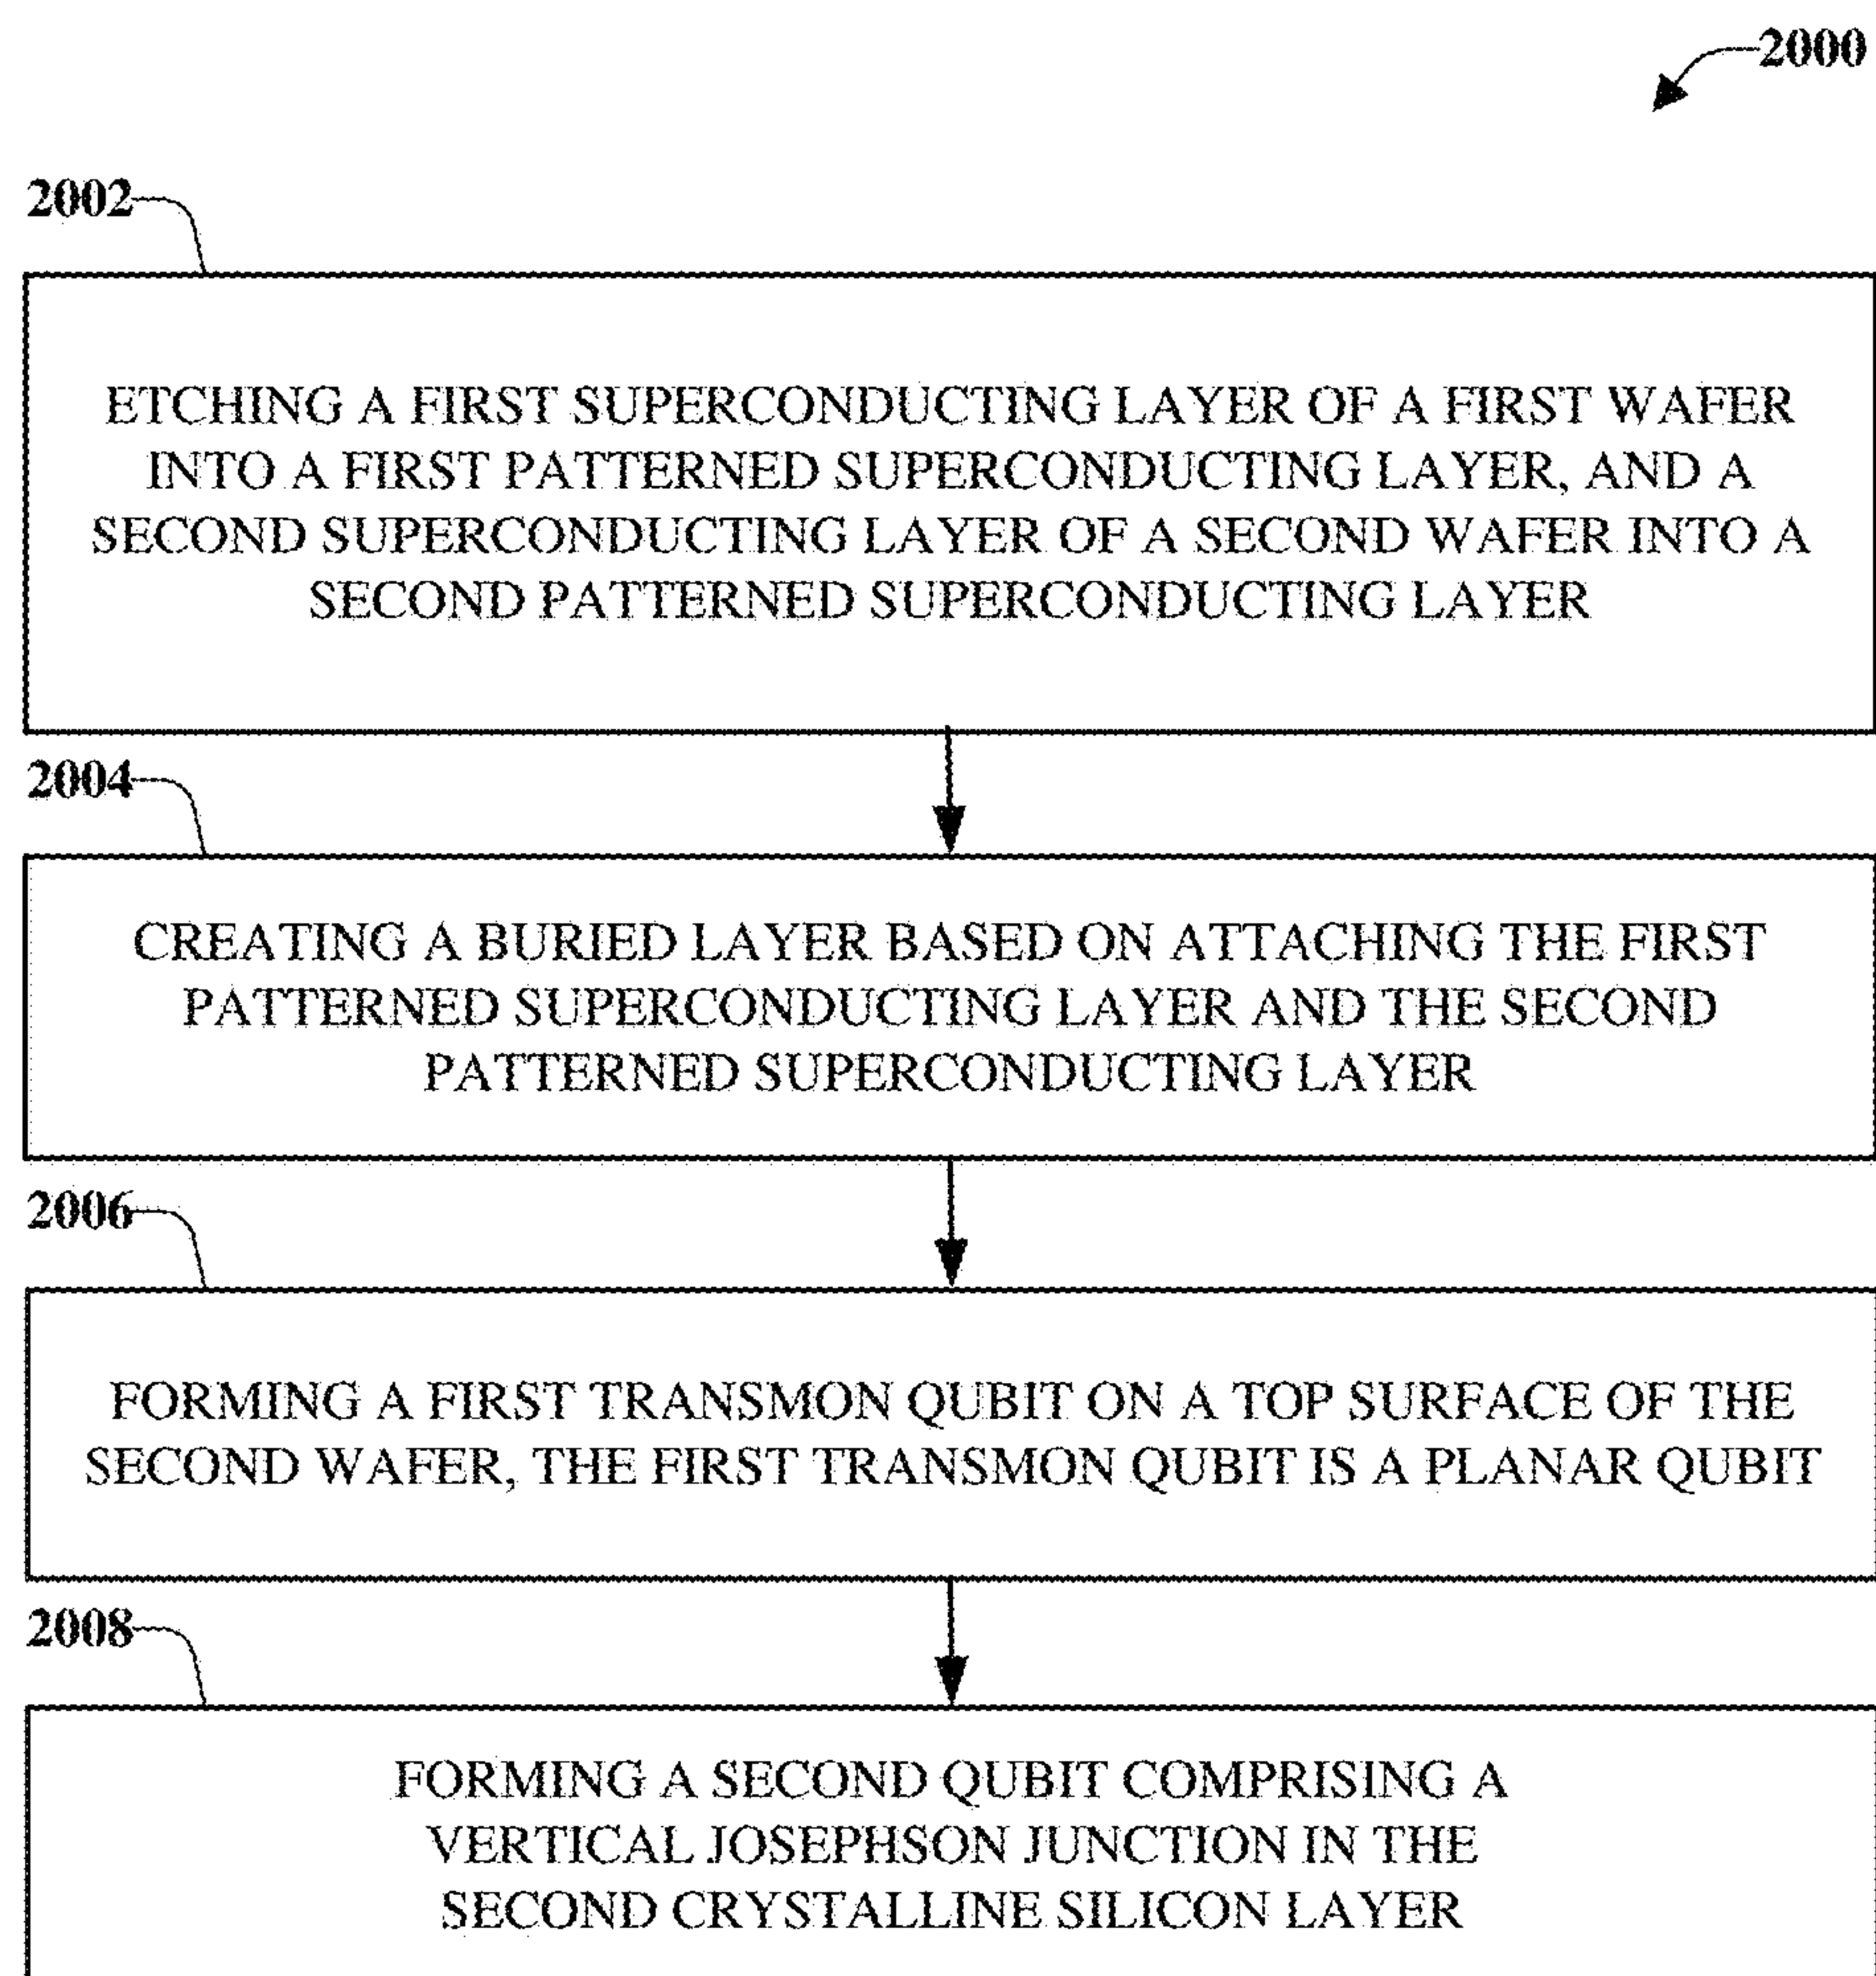 2000
2002
ETCHING A FIRST SUPERCONDUCTING LAYER OF A FIRST WAFER
INTO A FIRST PATTERNED SUPERCONDUCTING LAYER, AND A
SECOND SUPERCONDUCTING LAYER OF A SECOND WAFER INTO A
SECOND PATTERNED SUPERCONDUCTING LAYER
2004
CREATING A BURIED LAYER BASED ON ATTACHING THE FIRST
PATTERNED SUPERCONDUCTING LAYER AND THE SECOND
PATTERNED SUPERCONDUCTING LAYER
2006
FORMING A FIRST TRANSMON QUBIT ON A TOP SURFACE OF THE
SECOND WAFER, THE FIRST TRANSMON QUBIT IS A PLANAR QUBIT
2008
FORMING A SECOND QUBIT COMPRISING A
VERTICAL JOSEPHSON JUNCTION IN THE
SECOND CRYSTALLINE SILICON LAYER